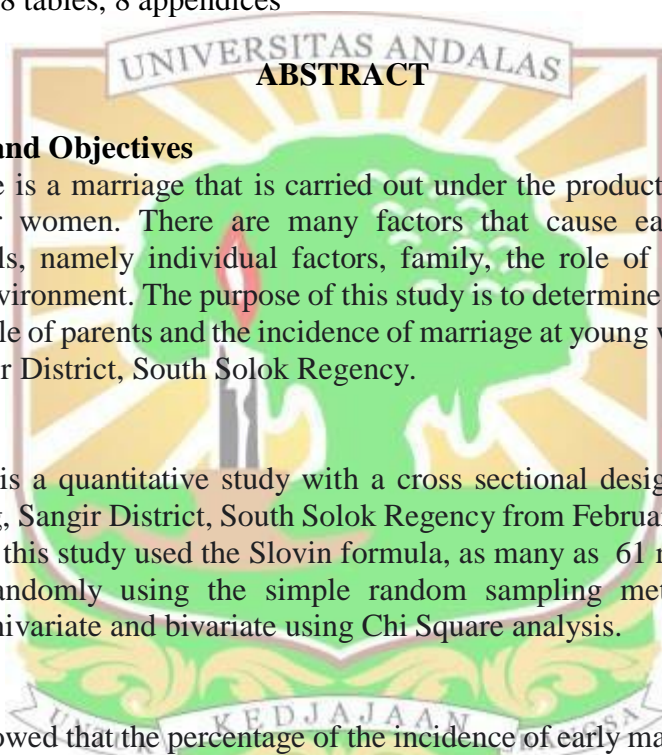 8 tables, 8 appendices
UNIVERSITAS ANDALAS
ABSTRACT
and Objectives
e is a marriage that is carried out under the product
r women. There are many factors that cause ea
ls, namely individual factors, family, the role of
vironment. The purpose of this study is to determine
le of parents and the incidence of marriage at young w
r District, South Solok Regency.
is a quantitative study with a cross sectional desig
g, Sangir District, South Solok Regency from Februar
this study used the Slovin formula, as many as 61 r
andomly using the simple random sampling met
nivariate and bivariate using Chi Square analysis.
KEDJAJAAN
owed that the percentage of the incidence of early ma